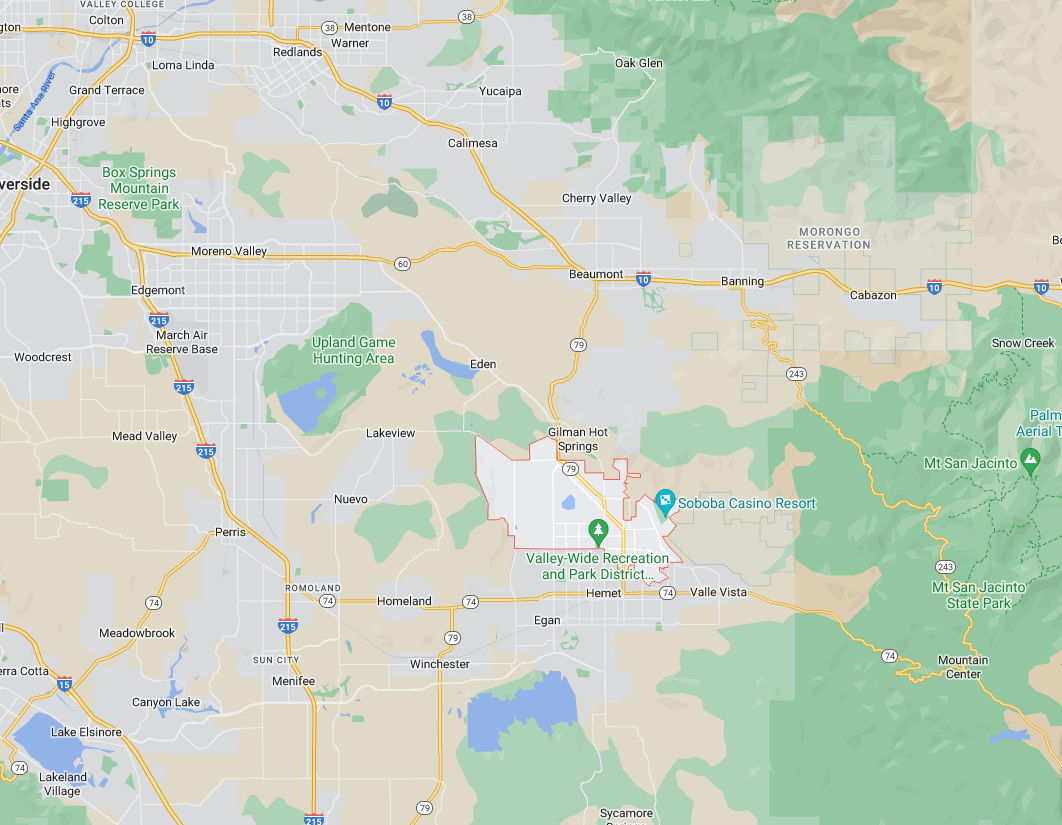 VALLEY COLLEGE
Colton
38
Mentone
38
Warner
10
Redlands
Loma Linda
Oak Glen
Grand Terrace
Yucaipa
10
Santa Ana River
Highgrove
Calimesa
verside
Box Springs
Mountain
Reserve Park
215
Cherry Valley
MORONGO
RESERVATION
Moreno Valley
60
Beaumont
10
Banning
10
10
Cabazon
Edgemont
215
March Air
Reserve Base
Upland Game
Hunting Area
79
Snow Creek
Woodcrest
Eden
243
215
Palm
Aerial T
Mead Valley
Lakeview
Gilman Hot
Springs
215
79
Mt San Jacinto
Nuevo
Soboba Casino Resort
Perris
Valley-Wide Recreation
and Park District...
243
ROMOLAND
74
74
Homeland
74
Hemet
74
Valle Vista
Mt San Jacinto
State Park
Egan
215
Meadowbrook
79
74
SUN CITY
Winchester
Mountain
Center
erra Cotta
15
Menifee
Canyon Lake
Lake Elsinore
74
Lakeland
Village
79
215
Sycamore